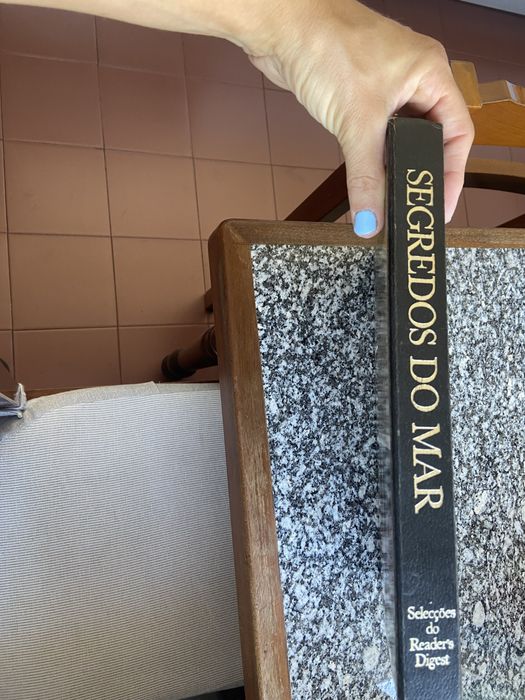 SEGREDOS DO MAR
Selecções
do
Reader's
Digest